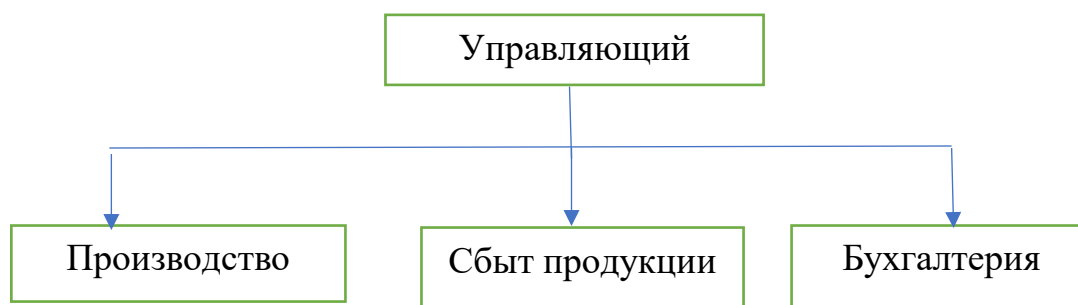 Управляющий
Производство
Сбыт продукции
Бухгалтерия